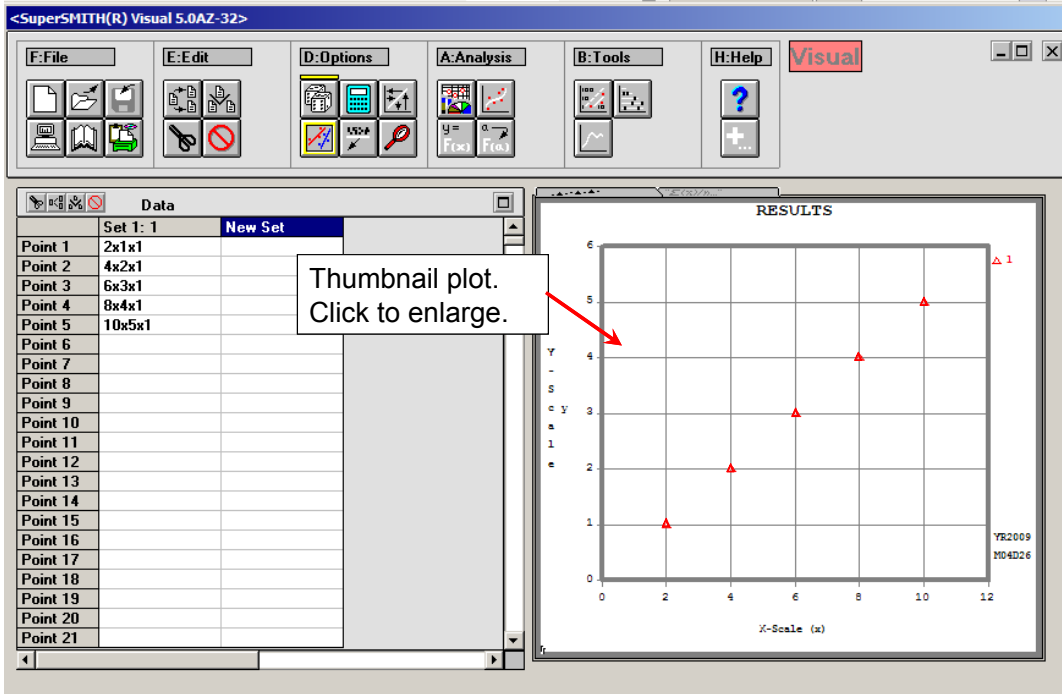 <SuperSMITH(R) Visual 5.0AZ-32>
F:File E:Edit D:Options A:Analysis B:Tools H:Help Visual
y=
F(x) F(α)
Data
Set 1: 1 New Set
Point 1 2x1x1
Point 2 4x2x1
Point 3 6x3x1
Point 4 8x4x1
Point 5 10x5x1
Point 6
Point 7
Point 8
Point 9
Point 10
Point 11
Point 12
Point 13
Point 14
Point 15
Point 16
Point 17
Point 18
Point 19
Point 20
Point 21
Thumbnail plot.
Click to enlarge.
RESULTS
1
6
5
4
3
2
1
0
Y-Scale
y
0 2 4 6 8 10 12
X-Scale (x)
YR2009
M04D26